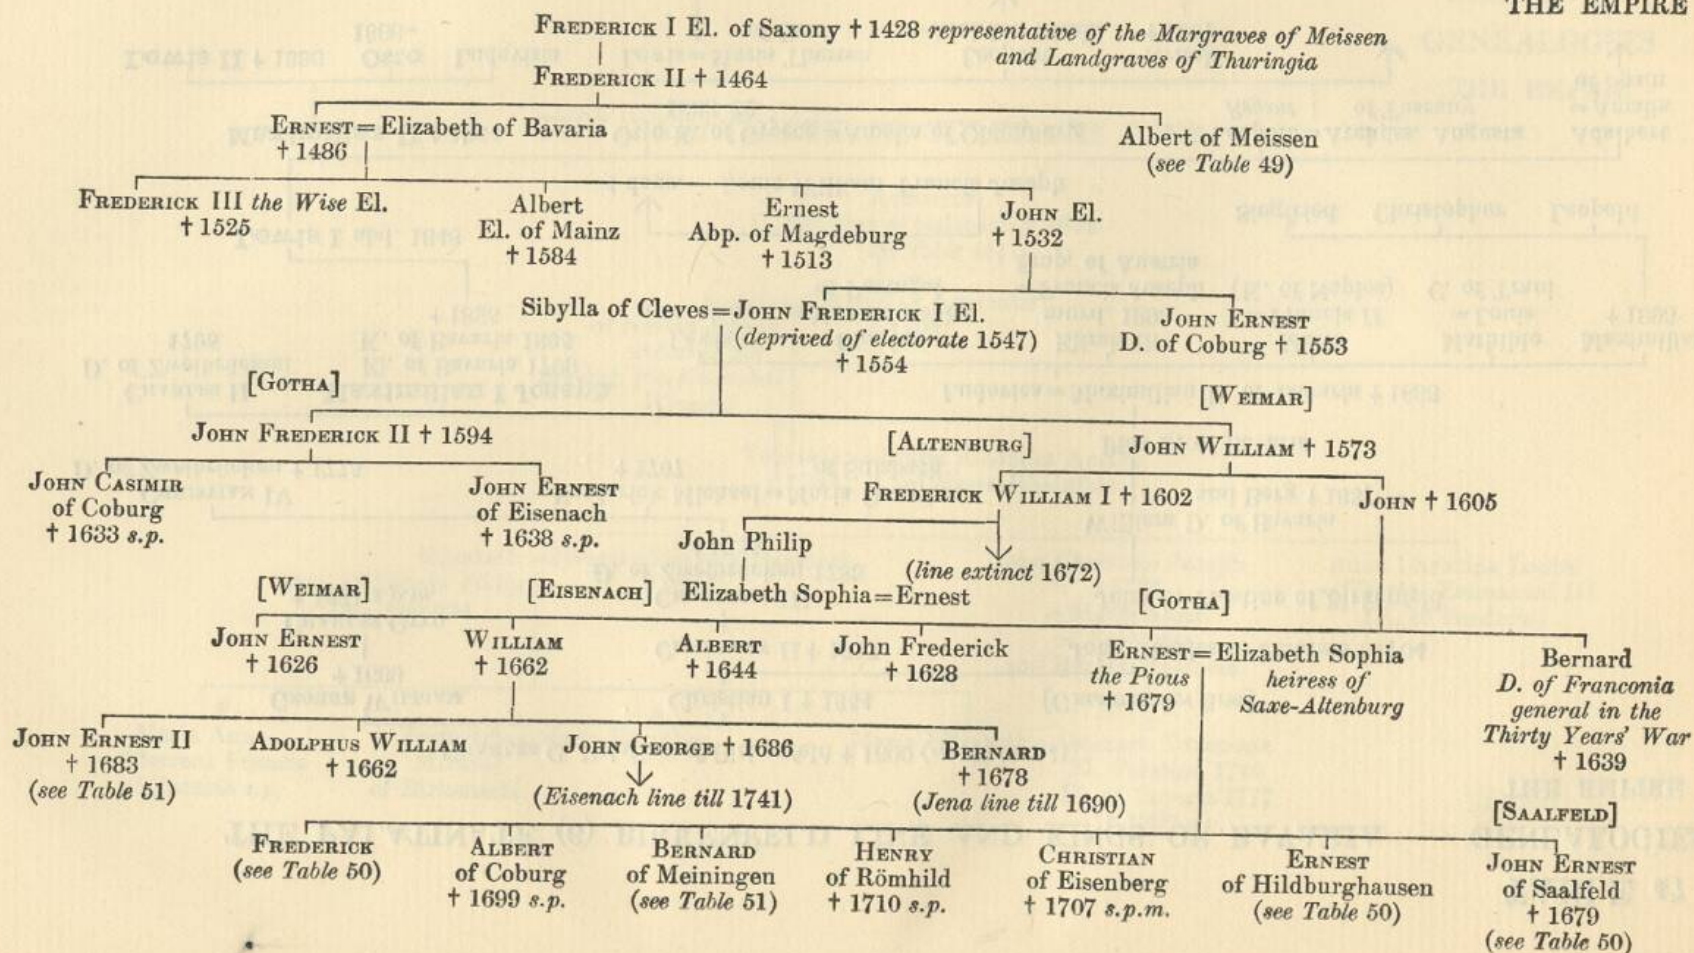 THE EMPIRE
FREDERICK I El. of Saxony † 1428 representative of the Margraves of Meissen
and Landgraves of Thuringia
FREDERICK II † 1464
ERNEST=Elizabeth of Bavaria
† 1486
Albert of Meissen
(see Table 49)
FREDERICK III the Wise El.
† 1525
Albert
El. of Mainz
† 1584
Ernest
Abp. of Magdeburg
† 1513
JOHN El.
† 1532
Sibylla of Cleves=JOHN FREDERICK I El.
(deprived of electorate 1547)
† 1554
JOHN ERNEST
D. of Coburg † 1553
[GOTHA]
[WEIMAR]
JOHN FREDERICK II † 1594
[ALTENBURG]
JOHN WILLIAM † 1573
JOHN CASIMIR
of Coburg
† 1633 s.p.
JOHN ERNEST
of Eisenach
† 1638 s.p.
FREDERICK WILLIAM I † 1602
JOHN † 1605
John Philip
(line extinct 1672)
[WEIMAR]
[EISENACH]
Elizabeth Sophia=Ernest
[GOTHA]
JOHN ERNEST
† 1626
WILLIAM
† 1662
ALBERT
† 1644
John Frederick
† 1628
ERNEST=Elizabeth Sophia
the Pious
† 1679
heiress of
Saxe-Altenburg
Bernard
D. of Franconia
general in the
Thirty Years' War
† 1639
JOHN ERNEST II
† 1683
(see Table 51)
ADOLPHUS WILLIAM
† 1662
JOHN GEORGE † 1686
(Eisenach line till 1741)
BERNARD
† 1678
(Jena line till 1690)
[SAALFELD]
FREDERICK
(see Table 50)
ALBERT
of Coburg
† 1699 s.p.
BERNARD
of Meiningen
(see Table 51)
HENRY
of Römhild
† 1710 s.p.
CHRISTIAN
of Eisenberg
† 1707 s.p.m.
ERNEST
of Hildburghausen
(see Table 50)
JOHN ERNEST
of Saalfeld
† 1679
(see Table 50)